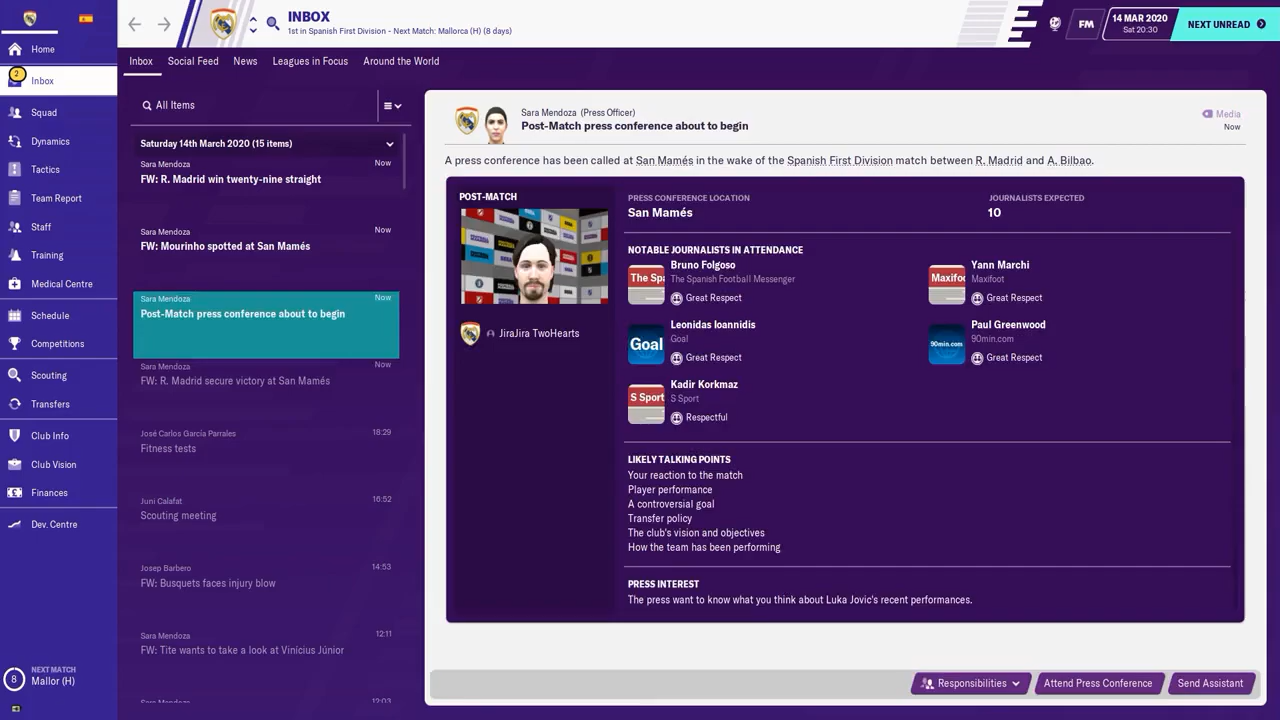 INBOX
1st in Spanish First Division - Next Match: Mallorca (H) (8 days)
FM
14 MAR 2020
Sat 20:30
NEXT UNREAD
Home
2
Inbox
Squad
Dynamics
Tactics
Team Report
Staff
Training
Medical Centre
Schedule
Competitions
Scouting
Transfers
Club Info
Club Vision
Finances
Dev. Centre
8
NEXT MATCH
Mallor (H)
Inbox Social Feed News Leagues in Focus Around the World
All Items
Saturday 14th March 2020 (15 items)
Sara Mendoza Now
FW: R. Madrid win twenty-nine straight
Sara Mendoza Now
FW: Mourinho spotted at San Mamés
Sara Mendoza Now
Post-Match press conference about to begin
Sara Mendoza Now
FW: R. Madrid secure victory at San Mamés
José Carlos García Parrales 18:29
Fitness tests
Juni Calafat 16:52
Scouting meeting
Josep Barbero 14:53
FW: Busquets faces injury blow
Sara Mendoza 12:11
FW: Tite wants to take a look at Vinícius Júnior
Sara Mendoza 12:03
Sara Mendoza (Press Officer)
Post-Match press conference about to begin
Media
Now
A press conference has been called at San Mamés in the wake of the Spanish First Division match between R. Madrid and A. Bilbao.
POST-MATCH
JiraJira TwoHearts
PRESS CONFERENCE LOCATION
San Mamés
JOURNALISTS EXPECTED
10
NOTABLE JOURNALISTS IN ATTENDANCE
The Spa
Bruno Folgoso
The Spanish Football Messenger
Great Respect
Maxifoo
Yann Marchi
Maxifoot
Great Respect
Goal
Leonidas Ioannidis
Goal
Great Respect
90min.com
Paul Greenwood
90min.com
Great Respect
S Sport
Kadir Korkmaz
S Sport
Respectful
LIKELY TALKING POINTS
Your reaction to the match
Player performance
A controversial goal
Transfer policy
The club's vision and objectives
How the team has been performing
PRESS INTEREST
The press want to know what you think about Luka Jovic's recent performances.
Responsibilities
Attend Press Conference
Send Assistant